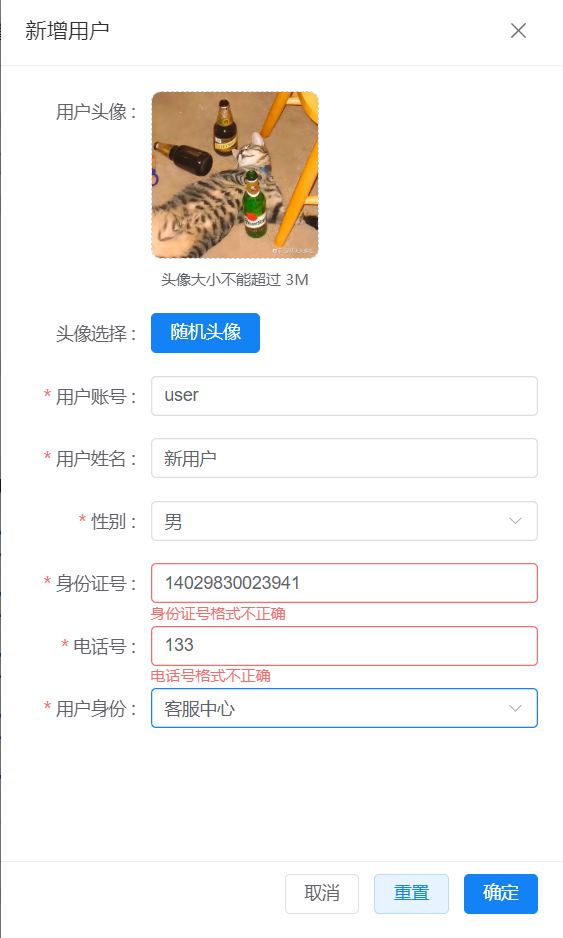 新增用户
用户头像：
头像大小不能超过 3M
头像选择：
随机头像
* 用户账号：
user
* 用户姓名：
新用户
* 性别：
男
* 身份证号：
14029830023941
身份证号格式不正确
* 电话号：
133
电话号格式不正确
* 用户身份：
客服中心
取消
重置
确定